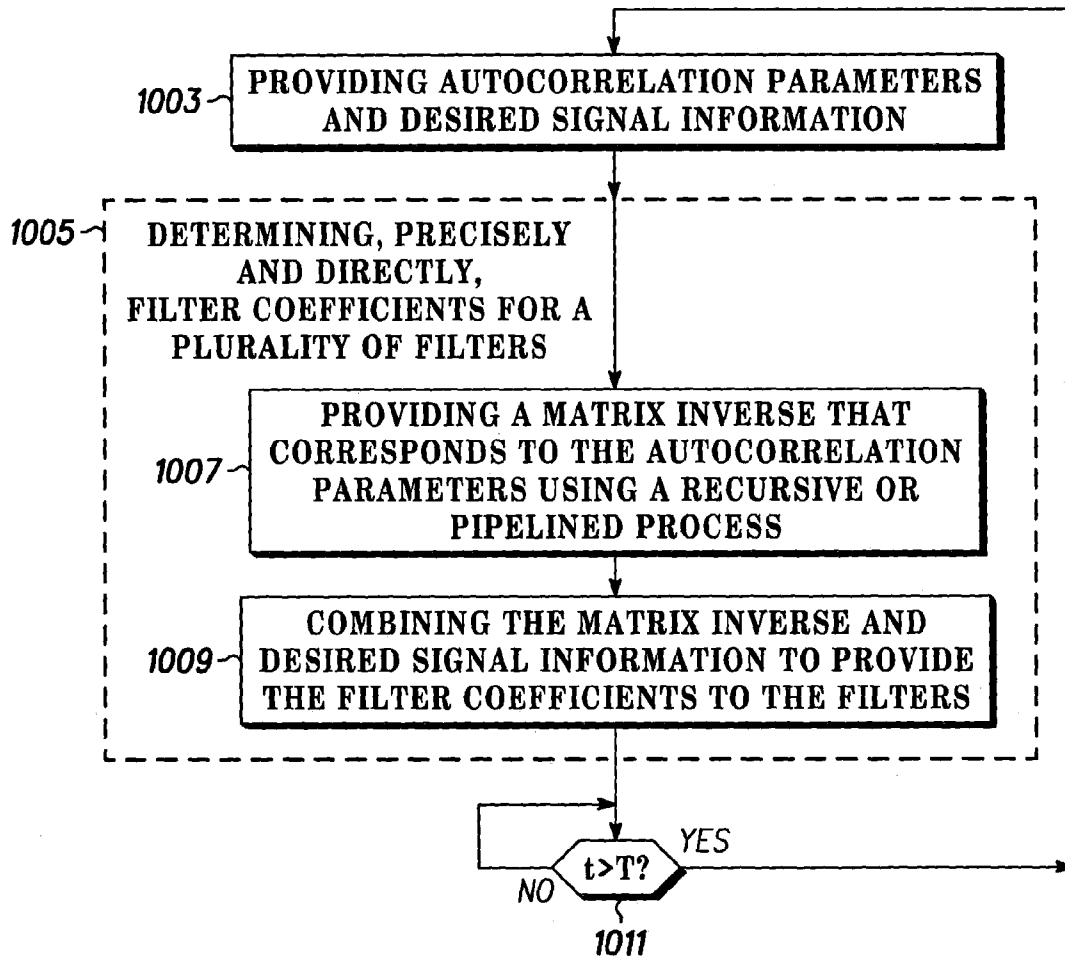 1003
PROVIDING AUTOCORRELATION PARAMETERS
AND DESIRED SIGNAL INFORMATION
1005
DETERMINING, PRECISELY
AND DIRECTLY,
FILTER COEFFICIENTS FOR A
PLURALITY OF FILTERS
1007
PROVIDING A MATRIX INVERSE THAT
CORRESPONDS TO THE AUTOCORRELATION
PARAMETERS USING A RECURSIVE OR
PIPELINED PROCESS
1009
COMBINING THE MATRIX INVERSE AND
DESIRED SIGNAL INFORMATION TO PROVIDE
THE FILTER COEFFICIENTS TO THE FILTERS
t>T?
YES
NO
1011